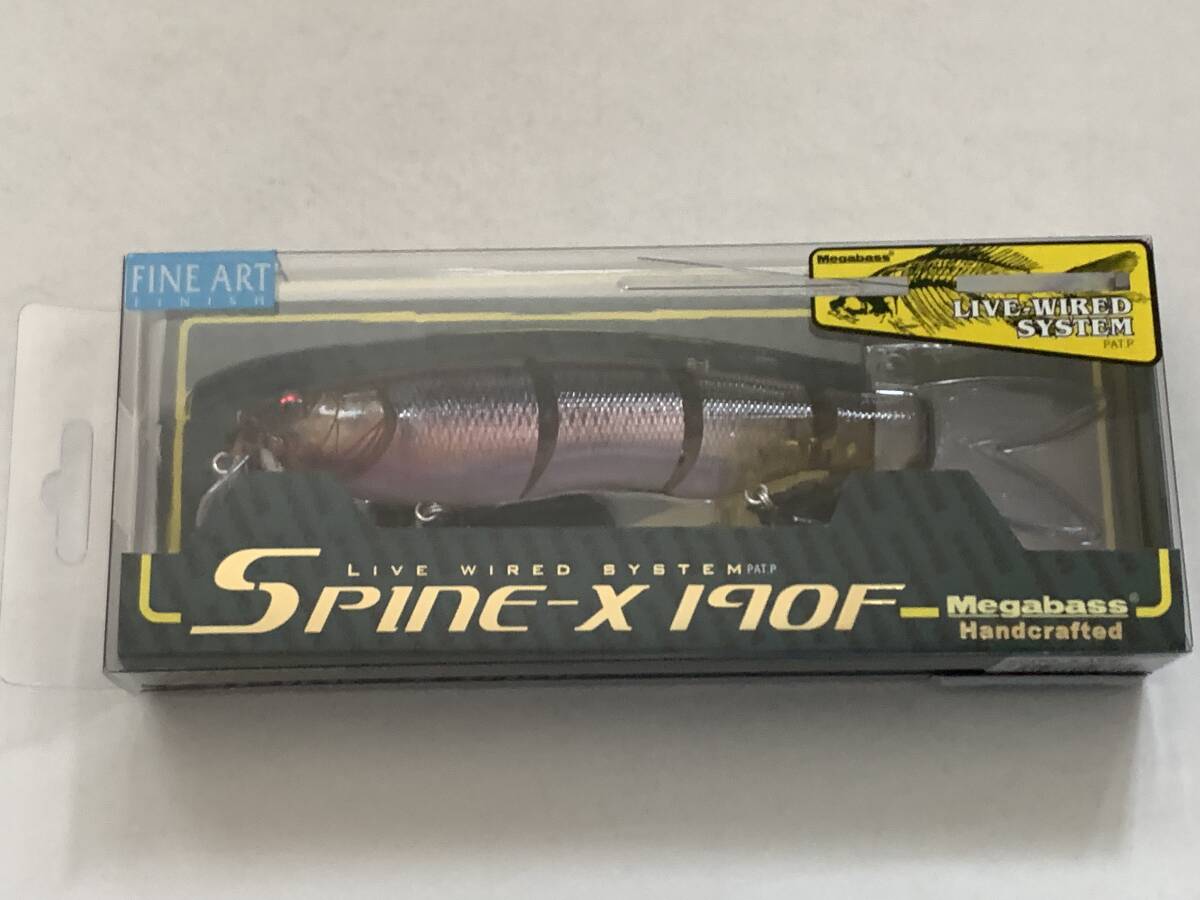 FINE ART
FINISH
Megabass®
LIVE-WIRED
SYSTEM
PAT.P
LIVE WIRED SYSTEM PAT.P
SPINE-X 190F
Megabass®
Handcrafted